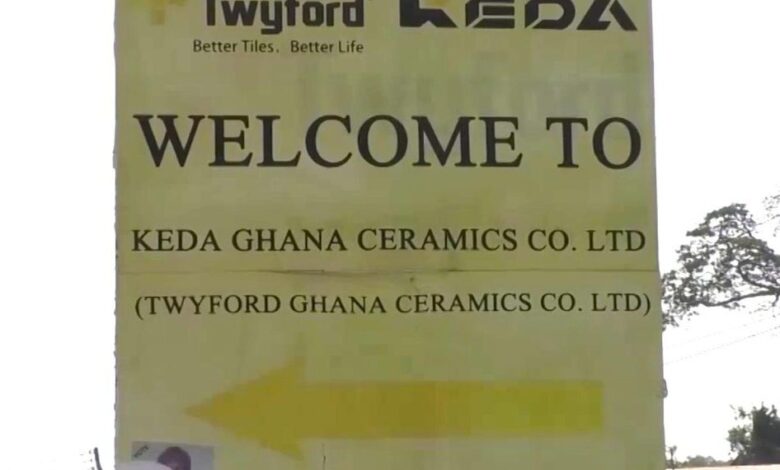 Twyford KEDA
Better Tiles, Better Life
WELCOME TO
KEDA GHANA CERAMICS CO. LTD
(TWYFORD GHANA CERAMICS CO. LTD)